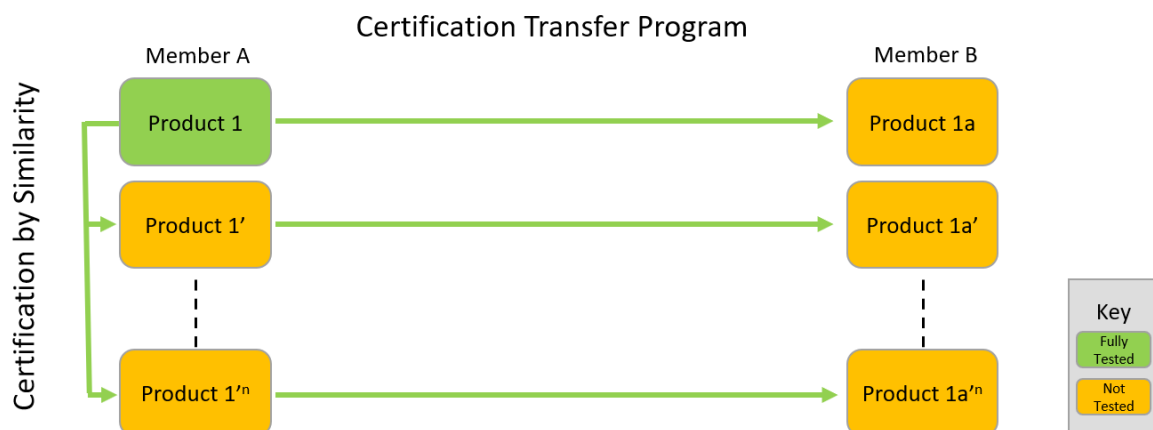 Certification Transfer Program
Certification by Similarity
Member A
Member B
Product 1
Product 1a
Product 1’
Product 1a’
Product 1’ⁿ
Product 1a’ⁿ
Key
Fully
Tested
Not
Tested